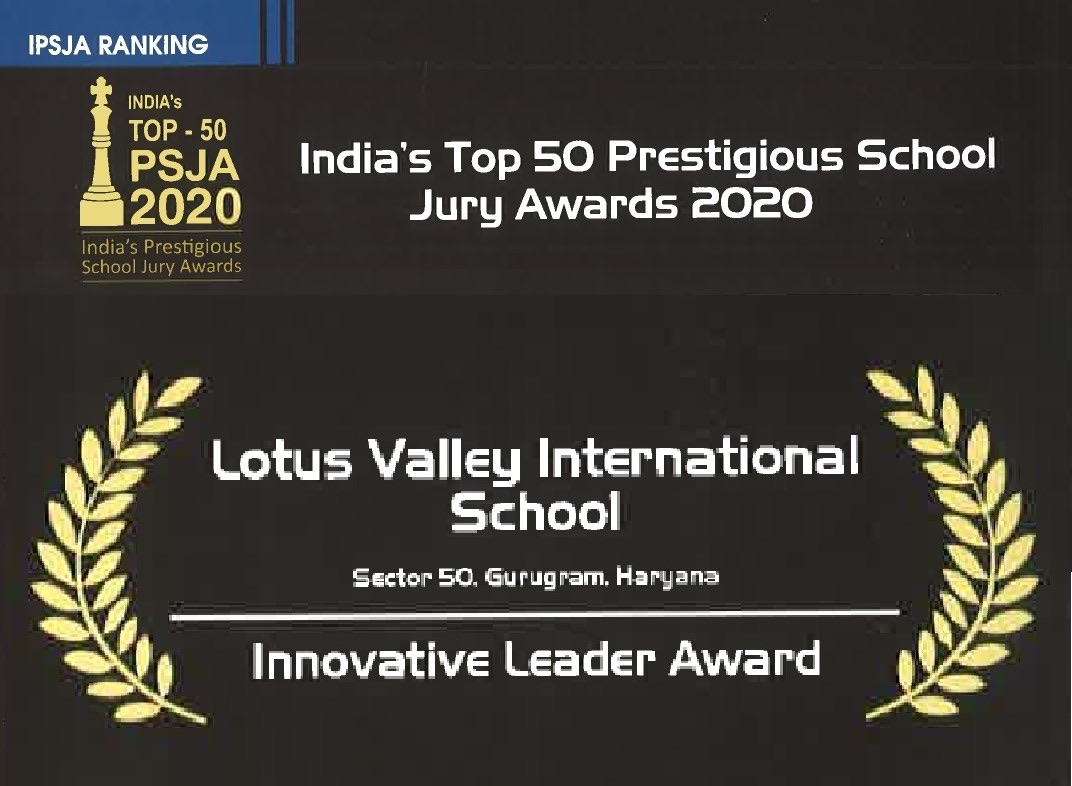 IPSJA RANKING
INDIA's
TOP - 50
PSJA
2020
India's Prestigious
School Jury Awards
India's Top 50 Prestigious School
Jury Awards 2020
Lotus Valley International
School
Sector 50, Gurugram, Haryana
Innovative Leader Award